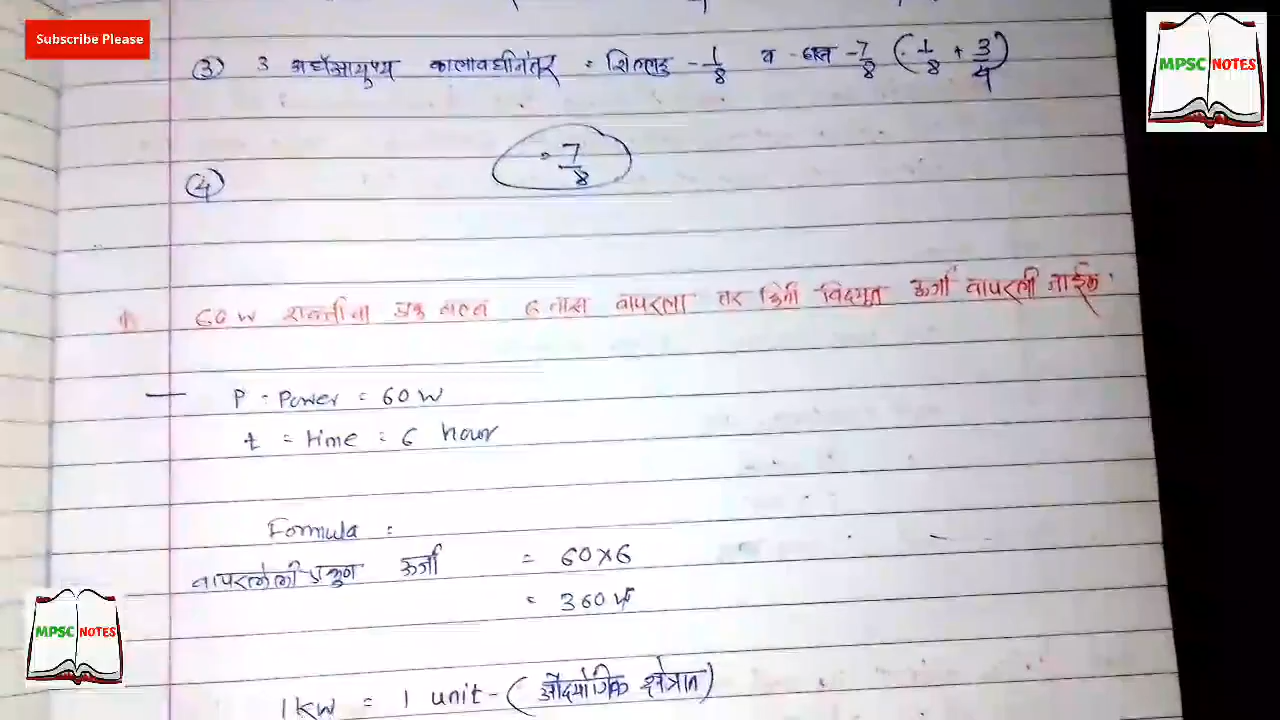 Subscribe Please
MPSC NOTES
(3) 3 अर्धआयुष्य कालावधीनंतर = शिल्लक - 1/8 व - ऱ्हास - 7/8 (1/8 + 3/4)
= 7/8
(4)
60 W शक्तीचा एक बल्ब 6 तास वापरला तर किती विदयुत ऊर्जा वापरली जाईल.
P = Power = 60 W
t = time = 6 hour
Formula =
वापरलेली एकुण ऊर्जा = 60×6
= 360 W
MPSC NOTES
1 KW = 1 unit - (औदयोगिक क्षेत्रात)